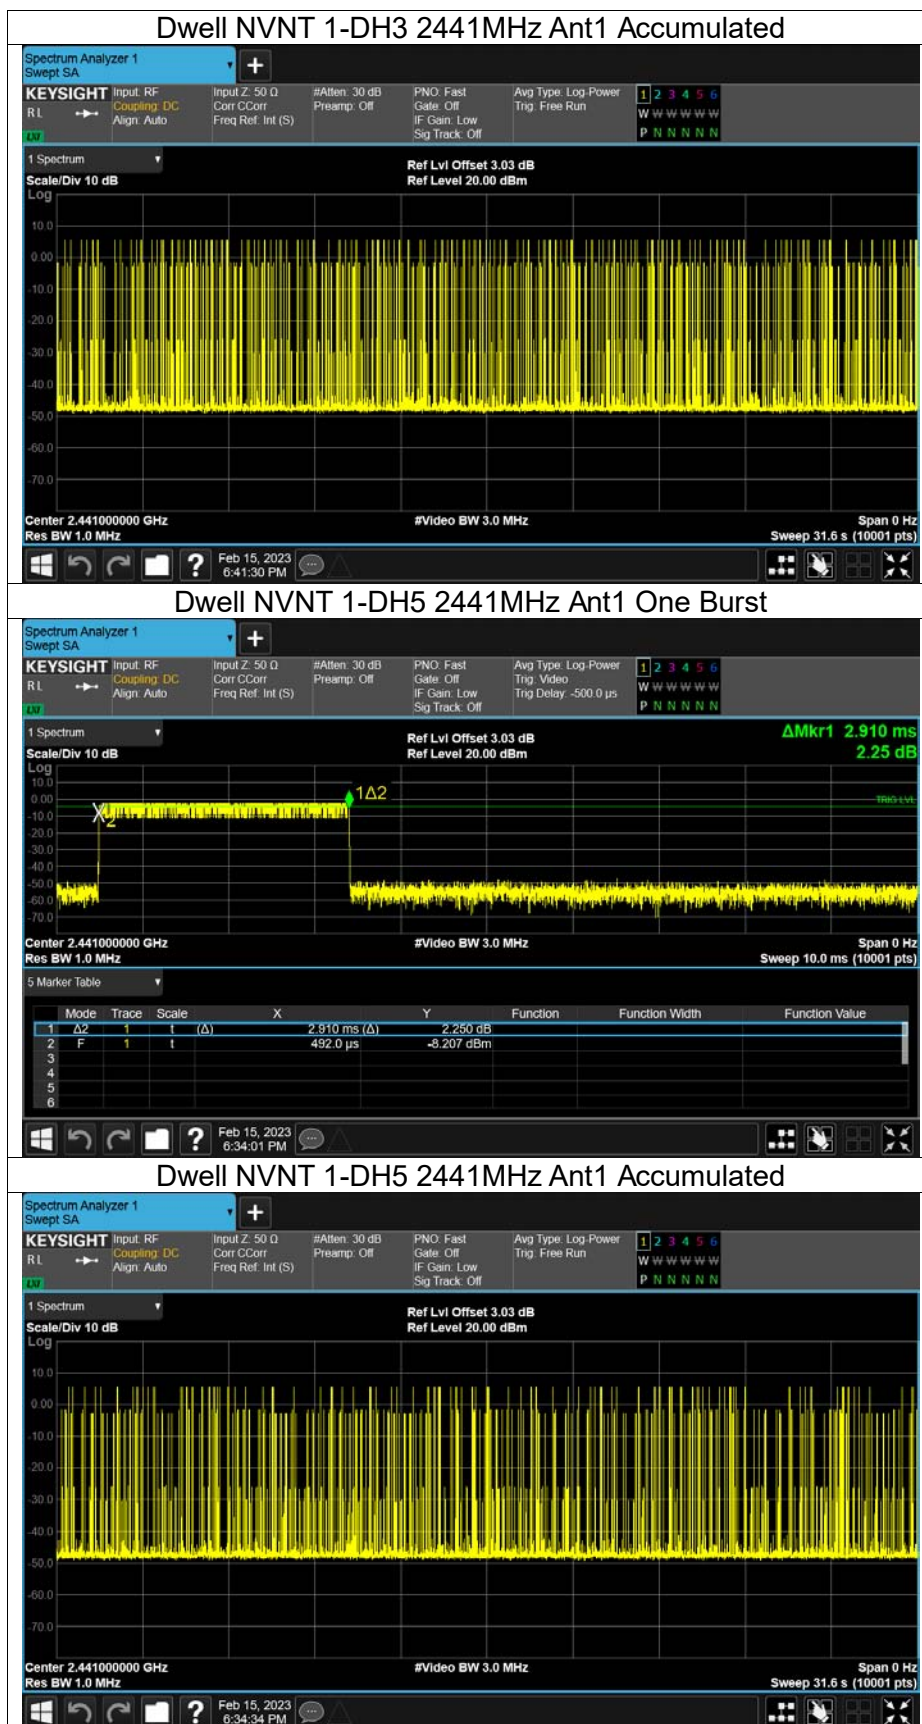 Dwell NVNT 1-DH3 2441MHz Ant1 Accumulated
Spectrum Analyzer 1
Swept SA
+
KEYSIGHT Input: RF Input Z: 50 Ω #Atten: 30 dB PNO: Fast Avg Type: Log-Power 1 2 3 4 5 6
RL Coupling: DC Corr CCorr Preamp: Off Gate: Off Trig: Free Run W W W W W W
Align: Auto Freq Ref: Int (S) IF Gain: Low P N N N N N
LXI Sig Track: Off
1 Spectrum
Ref Lvl Offset 3.03 dB
Scale/Div 10 dB Ref Level 20.00 dBm
Log
10.0
0.00
-10.0
-20.0
-30.0
-40.0
-50.0
-60.0
-70.0
Center 2.441000000 GHz #Video BW 3.0 MHz Span 0 Hz
Res BW 1.0 MHz Sweep 31.6 s (10001 pts)
? Feb 15, 2023
6:41:30 PM
Dwell NVNT 1-DH5 2441MHz Ant1 One Burst
Spectrum Analyzer 1
Swept SA
+
KEYSIGHT Input: RF Input Z: 50 Ω #Atten: 30 dB PNO: Fast Avg Type: Log-Power 1 2 3 4 5 6
RL Coupling: DC Corr CCorr Preamp: Off Gate: Off Trig: Video W W W W W W
Align: Auto Freq Ref: Int (S) IF Gain: Low Trig Delay: -500.0 µs P N N N N N
LXI Sig Track: Off
1 Spectrum
Ref Lvl Offset 3.03 dB ΔMkr1 2.910 ms
Scale/Div 10 dB Ref Level 20.00 dBm 2.25 dB
Log
10.0
0.00 1Δ2 TRIG LVL
-10.0 X2
-20.0
-30.0
-40.0
-50.0
-60.0
-70.0
Center 2.441000000 GHz #Video BW 3.0 MHz Span 0 Hz
Res BW 1.0 MHz Sweep 10.0 ms (10001 pts)
5 Marker Table
Mode Trace Scale X Y Function Function Width Function Value
1 Δ2 1 t (Δ) 2.910 ms (Δ) 2.250 dB
2 F 1 t 492.0 µs -8.207 dBm
3
4
5
6
? Feb 15, 2023
6:34:01 PM
Dwell NVNT 1-DH5 2441MHz Ant1 Accumulated
Spectrum Analyzer 1
Swept SA
+
KEYSIGHT Input: RF Input Z: 50 Ω #Atten: 30 dB PNO: Fast Avg Type: Log-Power 1 2 3 4 5 6
RL Coupling: DC Corr CCorr Preamp: Off Gate: Off Trig: Free Run W W W W W W
Align: Auto Freq Ref: Int (S) IF Gain: Low P N N N N N
LXI Sig Track: Off
1 Spectrum
Ref Lvl Offset 3.03 dB
Scale/Div 10 dB Ref Level 20.00 dBm
Log
10.0
0.00
-10.0
-20.0
-30.0
-40.0
-50.0
-60.0
-70.0
Center 2.441000000 GHz #Video BW 3.0 MHz Span 0 Hz
Res BW 1.0 MHz Sweep 31.6 s (10001 pts)
? Feb 15, 2023
6:34:34 PM